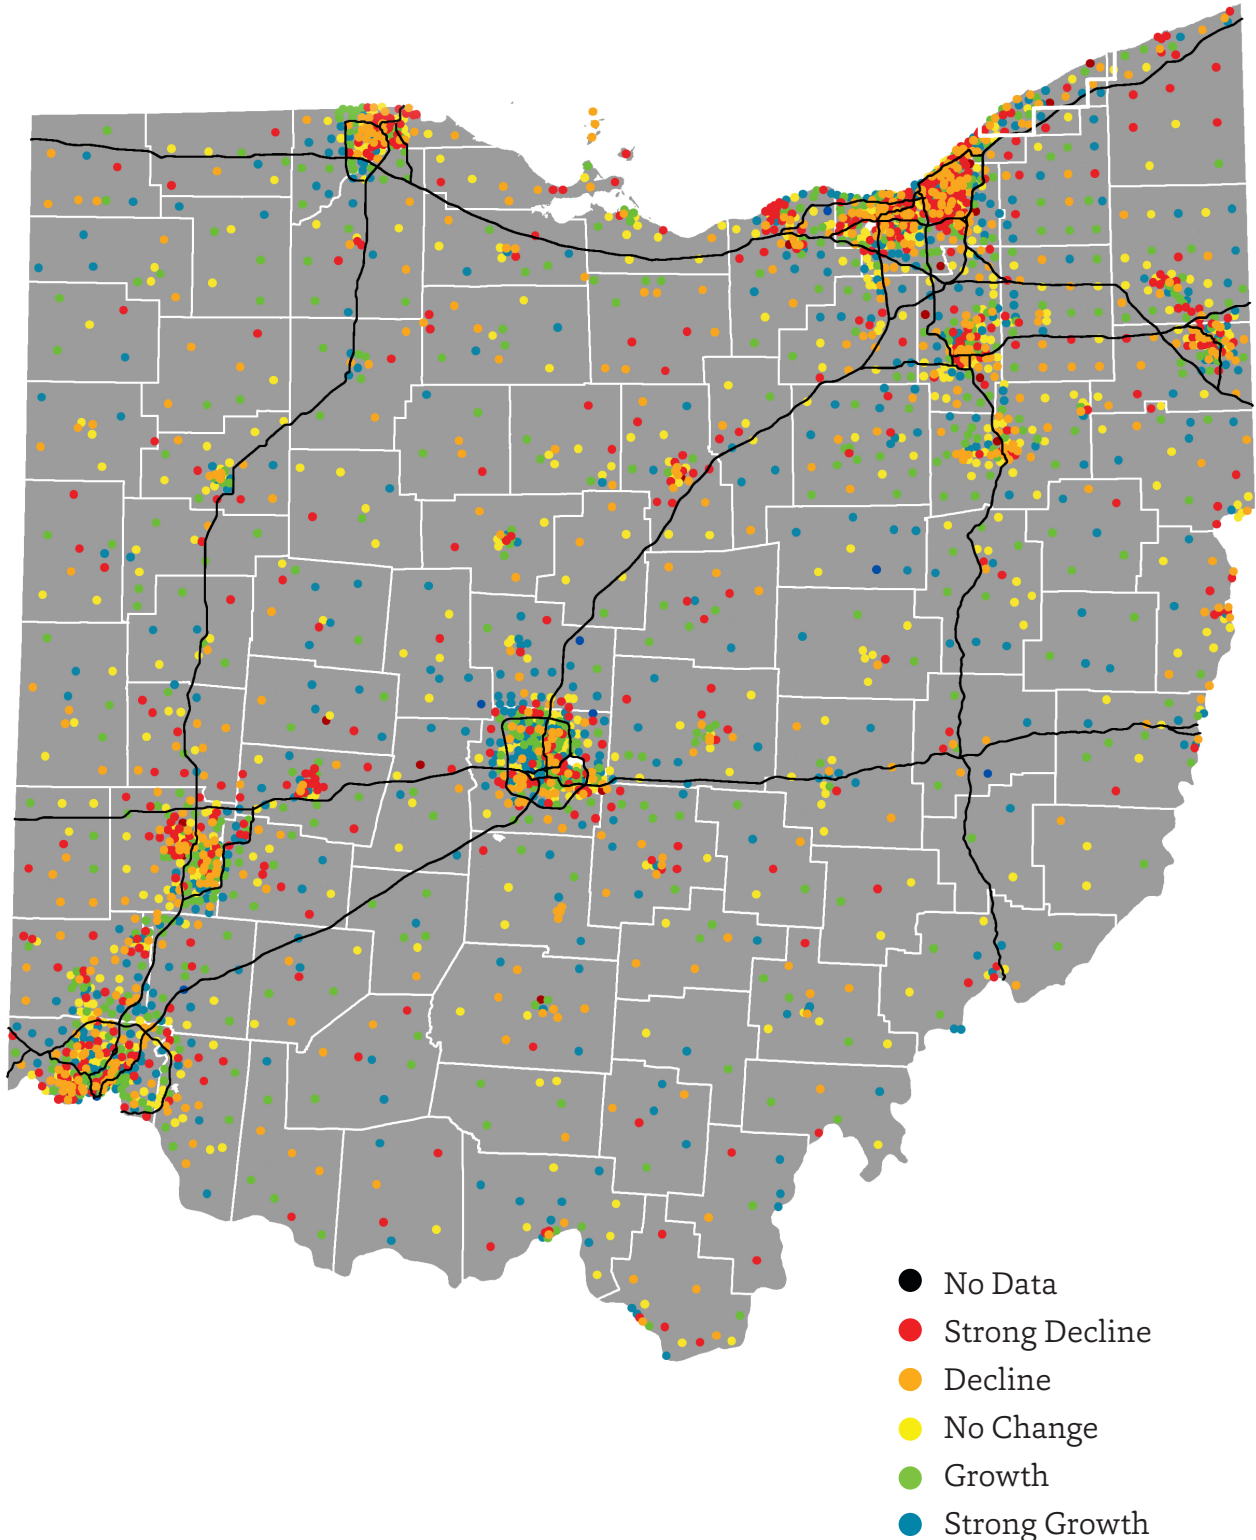 No Data
Strong Decline
Decline
No Change
Growth
Strong Growth